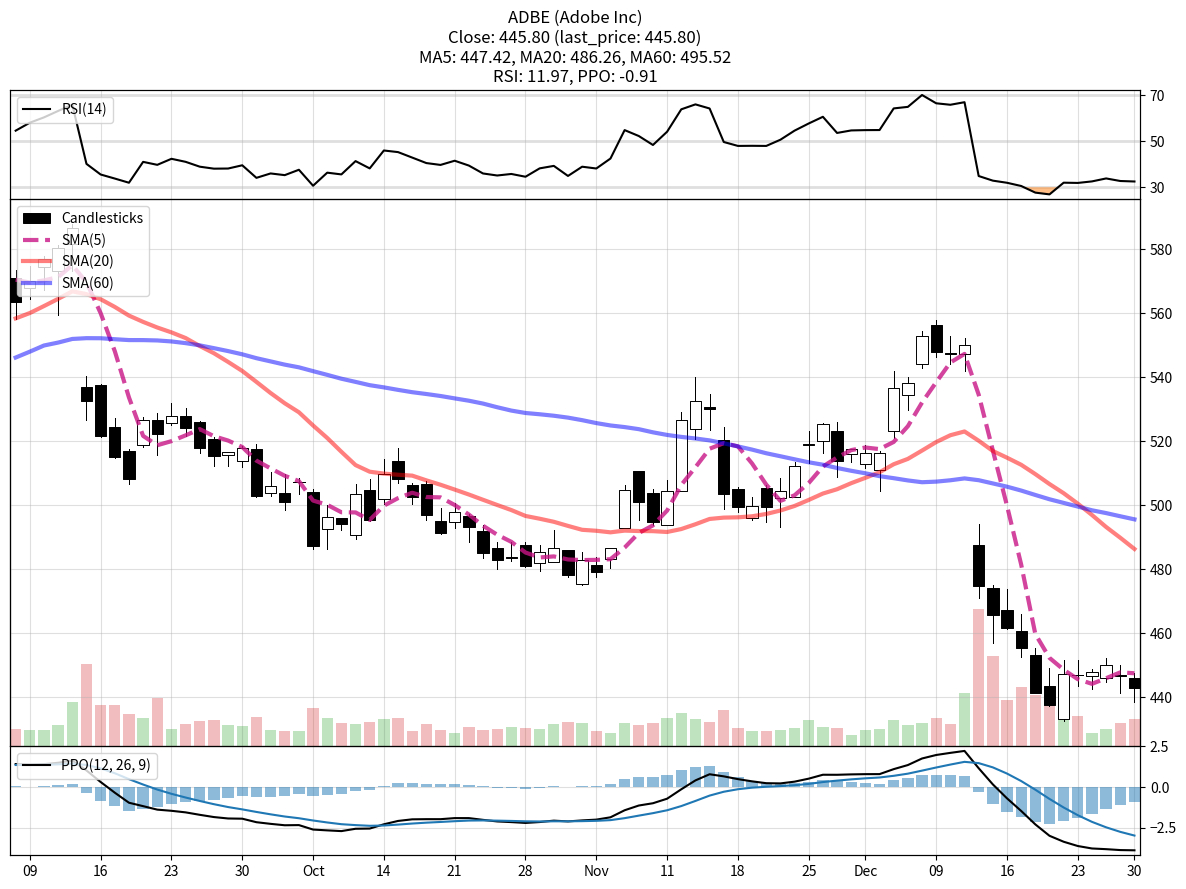 ADBE (Adobe Inc)
Close: 445.80 (last_price: 445.80)
MA5: 447.42, MA20: 486.26, MA60: 495.52
RSI: 11.97, PPO: -0.91
RSI(14)
70
50
30
Candlesticks
SMA(5)
SMA(20)
SMA(60)
580
560
540
520
500
480
460
440
PPO(12, 26, 9)
2.5
0.0
−2.5
09 16 23 30 Oct 14 21 28 Nov 11 18 25 Dec 09 16 23 30